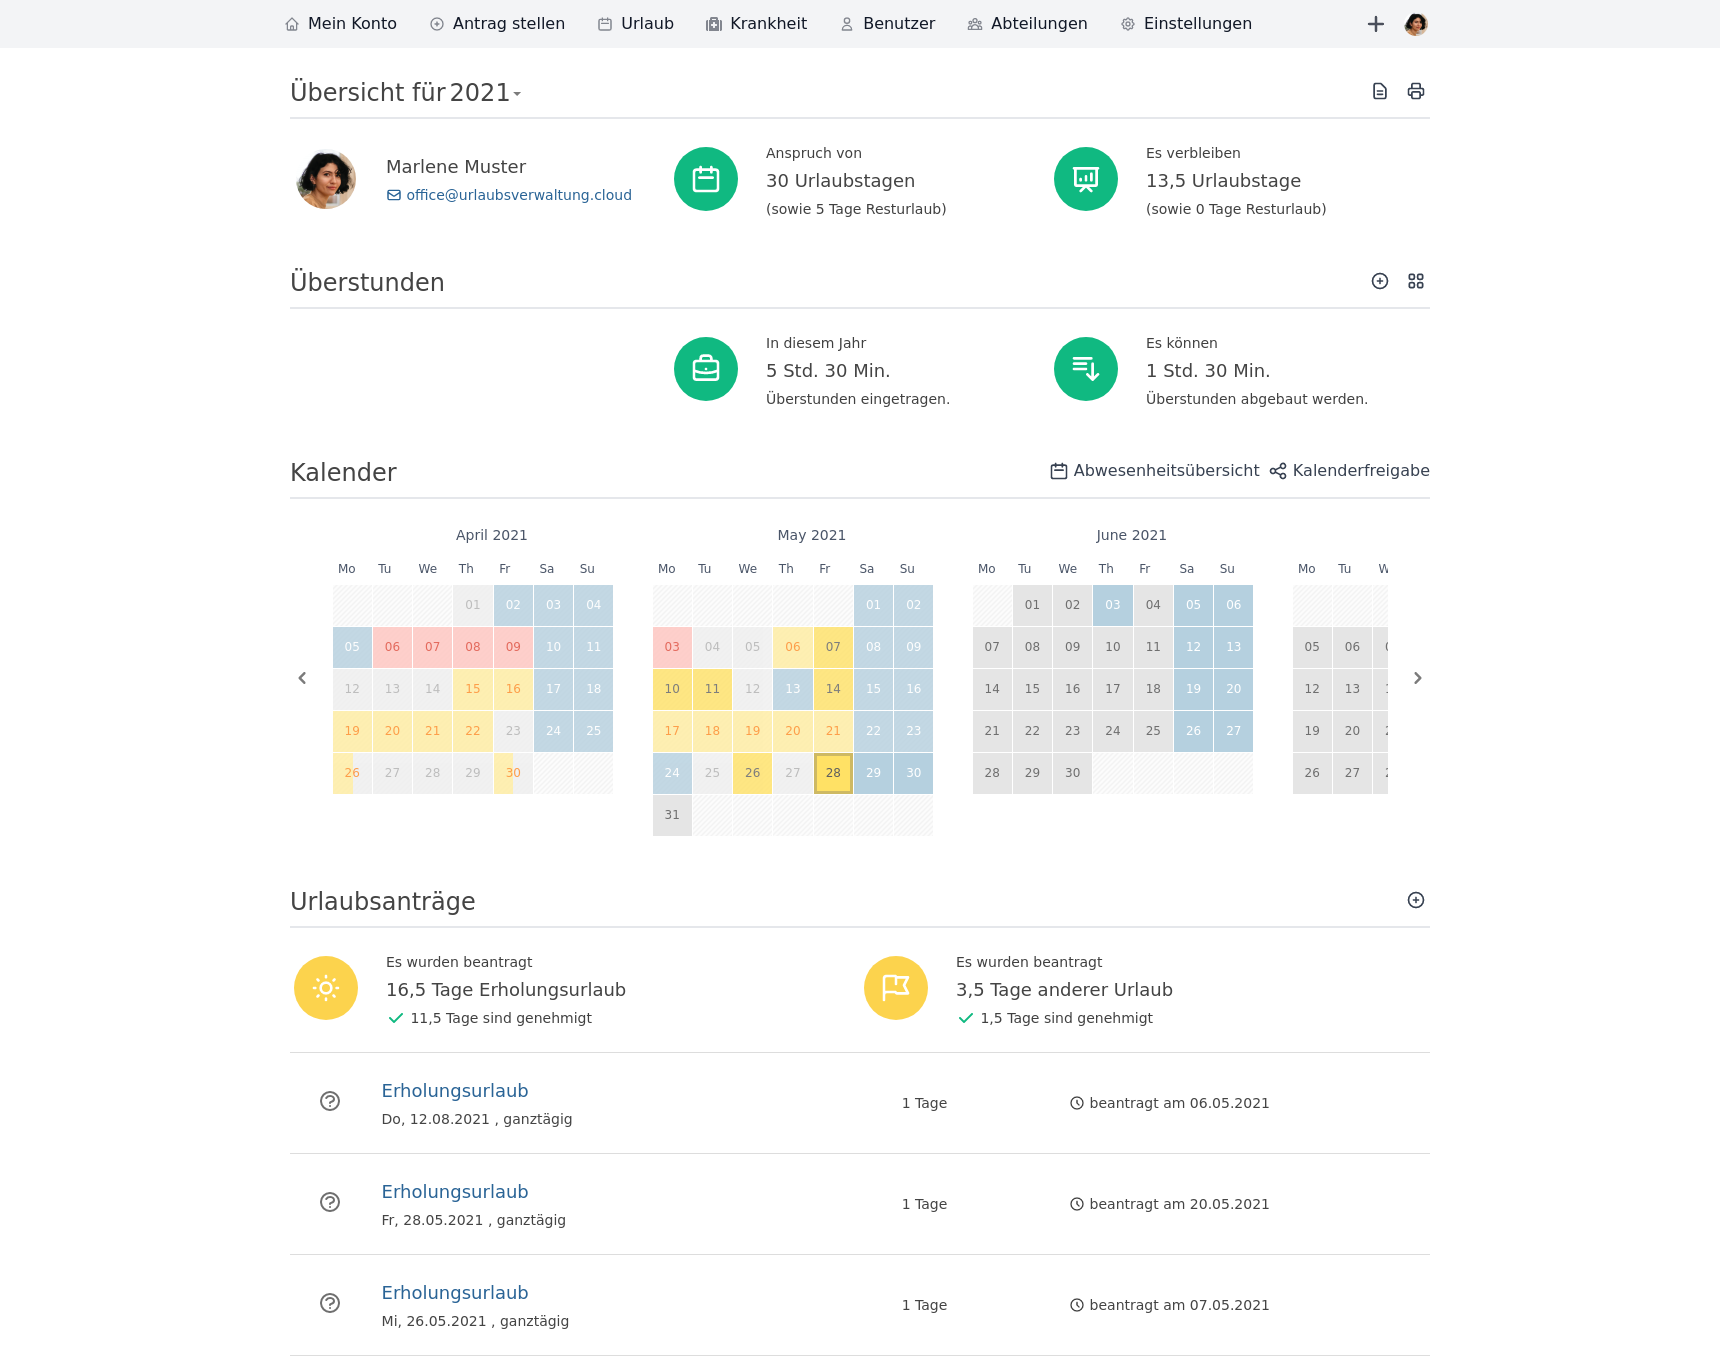 Mein Konto Antrag stellen Urlaub Krankheit Benutzer Abteilungen Einstellungen
Übersicht für 2021
Marlene Muster
office@urlaubsverwaltung.cloud
Anspruch von
30 Urlaubstagen
(sowie 5 Tage Resturlaub)
Es verbleiben
13,5 Urlaubstage
(sowie 0 Tage Resturlaub)
Überstunden
In diesem Jahr
5 Std. 30 Min.
Überstunden eingetragen.
Es können
1 Std. 30 Min.
Überstunden abgebaut werden.
Kalender
Abwesenheitsübersicht Kalenderfreigabe
April 2021
Mo Tu We Th Fr Sa Su
01 02 03 04
05 06 07 08 09 10 11
12 13 14 15 16 17 18
19 20 21 22 23 24 25
26 27 28 29 30
May 2021
Mo Tu We Th Fr Sa Su
01 02
03 04 05 06 07 08 09
10 11 12 13 14 15 16
17 18 19 20 21 22 23
24 25 26 27 28 29 30
31
June 2021
Mo Tu We Th Fr Sa Su
01 02 03 04 05 06
07 08 09 10 11 12 13
14 15 16 17 18 19 20
21 22 23 24 25 26 27
28 29 30
Mo Tu
05 06
12 13
19 20
26 27
Urlaubsanträge
Es wurden beantragt
16,5 Tage Erholungsurlaub
11,5 Tage sind genehmigt
Es wurden beantragt
3,5 Tage anderer Urlaub
1,5 Tage sind genehmigt
Erholungsurlaub
Do, 12.08.2021 , ganztägig
1 Tage
beantragt am 06.05.2021
Erholungsurlaub
Fr, 28.05.2021 , ganztägig
1 Tage
beantragt am 20.05.2021
Erholungsurlaub
Mi, 26.05.2021 , ganztägig
1 Tage
beantragt am 07.05.2021